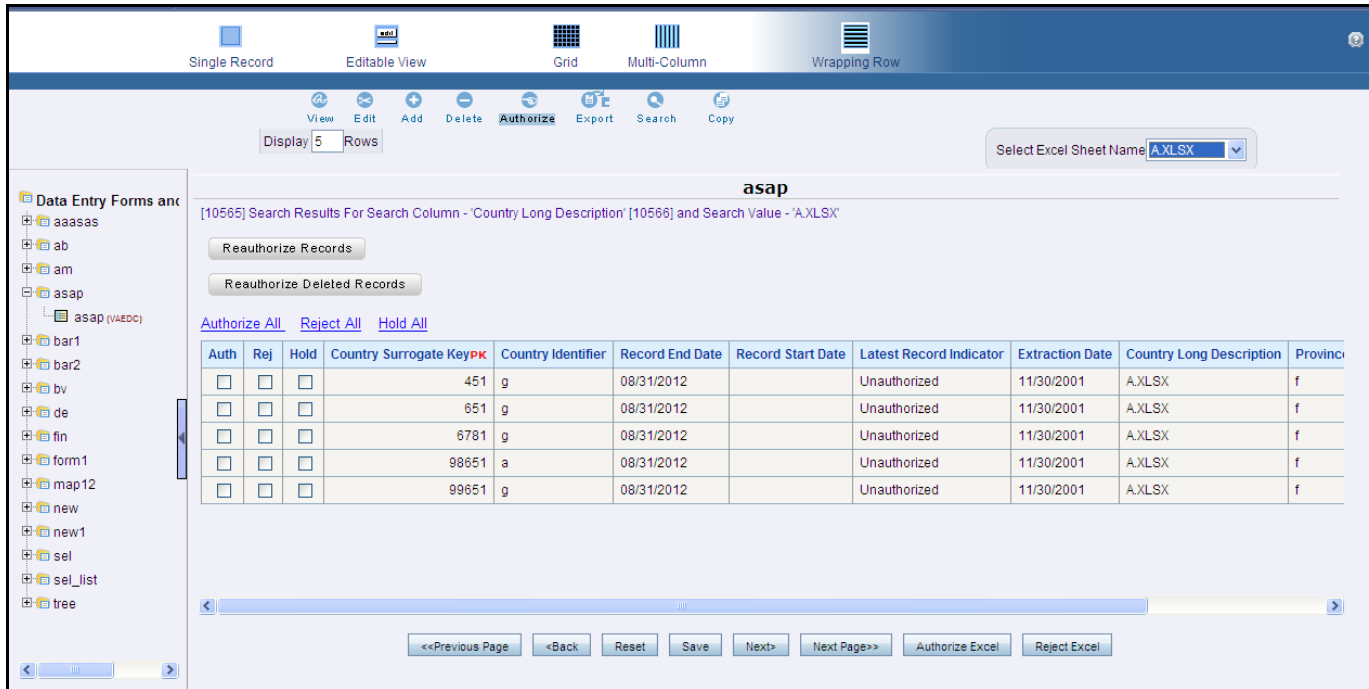 Single Record Editable View Grid Multi-Column Wrapping Row
View Edit Add Delete Authorize Export Search Copy
Display 5 Rows
Select Excel Sheet Name A.XLSX
Data Entry Forms and
aaasas
ab
am
asap
asap (VAEDC)
bar1
bar2
bv
de
fin
form1
map12
new
new1
sel
sel_list
tree
asap
[10565] Search Results For Search Column - 'Country Long Description' [10566] and Search Value - 'A.XLSX'
Reauthorize Records
Reauthorize Deleted Records
Authorize All Reject All Hold All
Auth Rej Hold Country Surrogate KeyPK Country Identifier Record End Date Record Start Date Latest Record Indicator Extraction Date Country Long Description Province
451 g 08/31/2012 Unauthorized 11/30/2001 A.XLSX f
651 g 08/31/2012 Unauthorized 11/30/2001 A.XLSX f
6781 g 08/31/2012 Unauthorized 11/30/2001 A.XLSX f
98651 a 08/31/2012 Unauthorized 11/30/2001 A.XLSX f
99651 g 08/31/2012 Unauthorized 11/30/2001 A.XLSX f
<<Previous Page <Back Reset Save Next> Next Page>> Authorize Excel Reject Excel